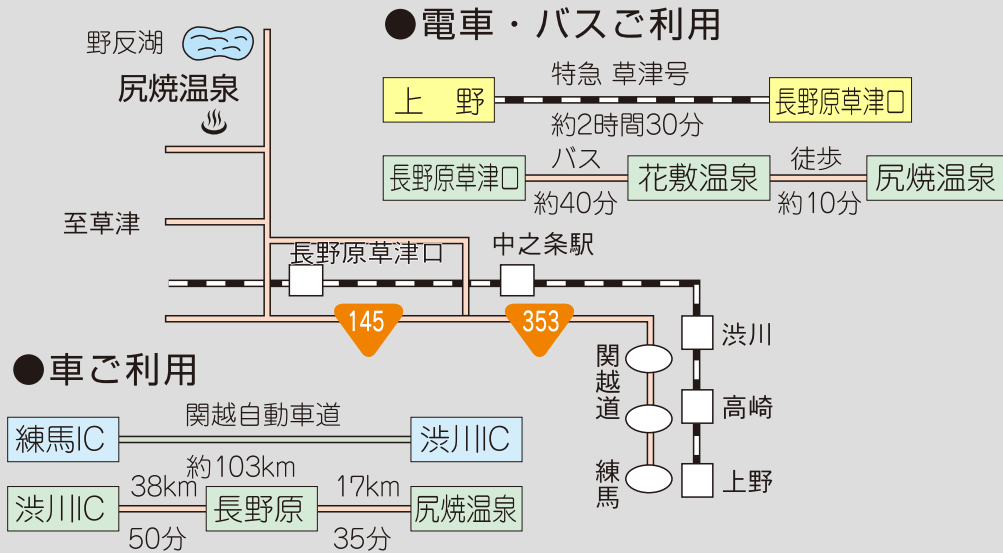 ●電車・バスご利用
上 野
特急 草津号
約2時間30分
長野原草津口
長野原草津口
バス
約40分
花敷温泉
徒歩
約10分
尻焼温泉
野反湖
尻焼温泉
至草津
長野原草津口
中之条駅
145
353
渋川
高崎
上野
関越道
練馬
●車ご利用
練馬IC
関越自動車道
約103km
渋川IC
渋川IC
38km
50分
長野原
17km
35分
尻焼温泉